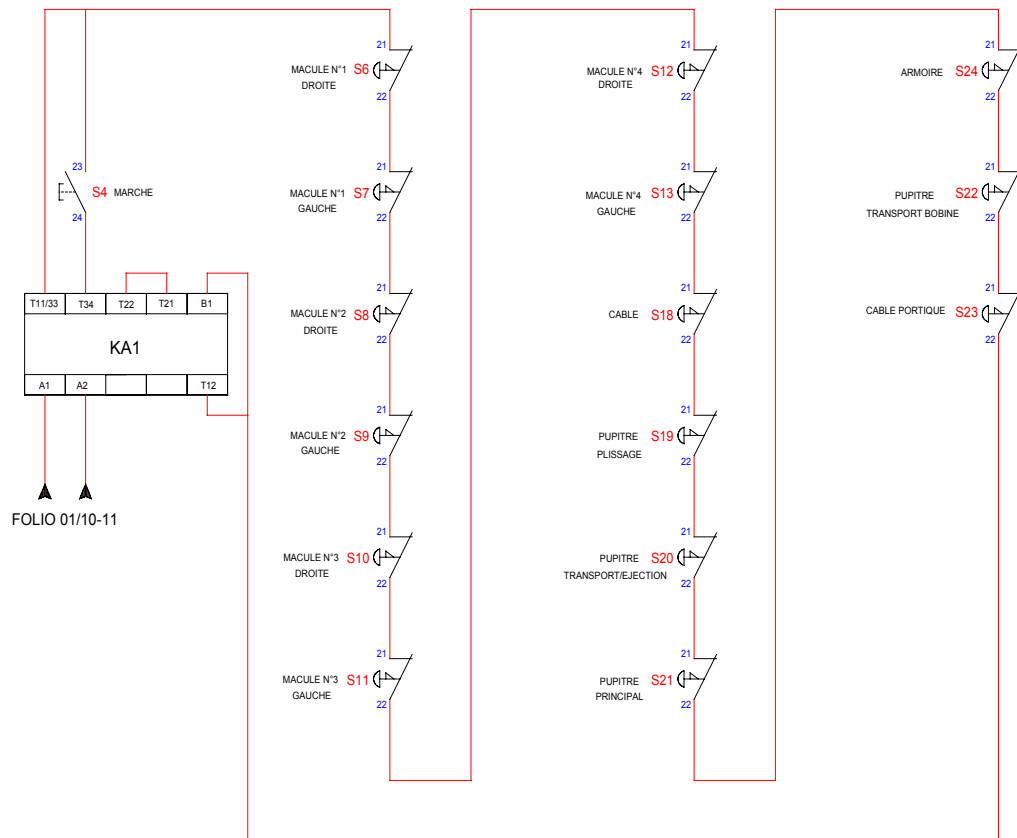 21
MACULE N°1 S6
DROITE
22
21
MACULE N°4 S12
DROITE
22
21
ARMOIRE S24
22
23
S4 MARCHE
24
21
MACULE N°1 S7
GAUCHE
22
21
MACULE N°4 S13
GAUCHE
22
21
PUPITRE S22
TRANSPORT BOBINE
22
T11/33 T34 T22 T21 B1
KA1
A1 A2 T12
FOLIO 01/10-11
21
MACULE N°2 S8
DROITE
22
21
CABLE S18
22
21
CABLE PORTIQUE S23
22
21
MACULE N°2 S9
GAUCHE
22
21
PUPITRE S19
PLISSAGE
22
21
MACULE N°3 S10
DROITE
22
21
PUPITRE S20
TRANSPORT/EJECTION
22
21
MACULE N°3 S11
GAUCHE
22
21
PUPITRE S21
PRINCIPAL
22